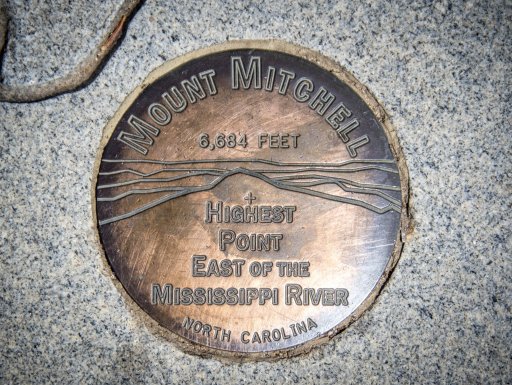 MOUNT MITCHELL
6,684 FEET
HIGHEST
POINT
EAST OF THE
MISSISSIPPI RIVER
NORTH CAROLINA